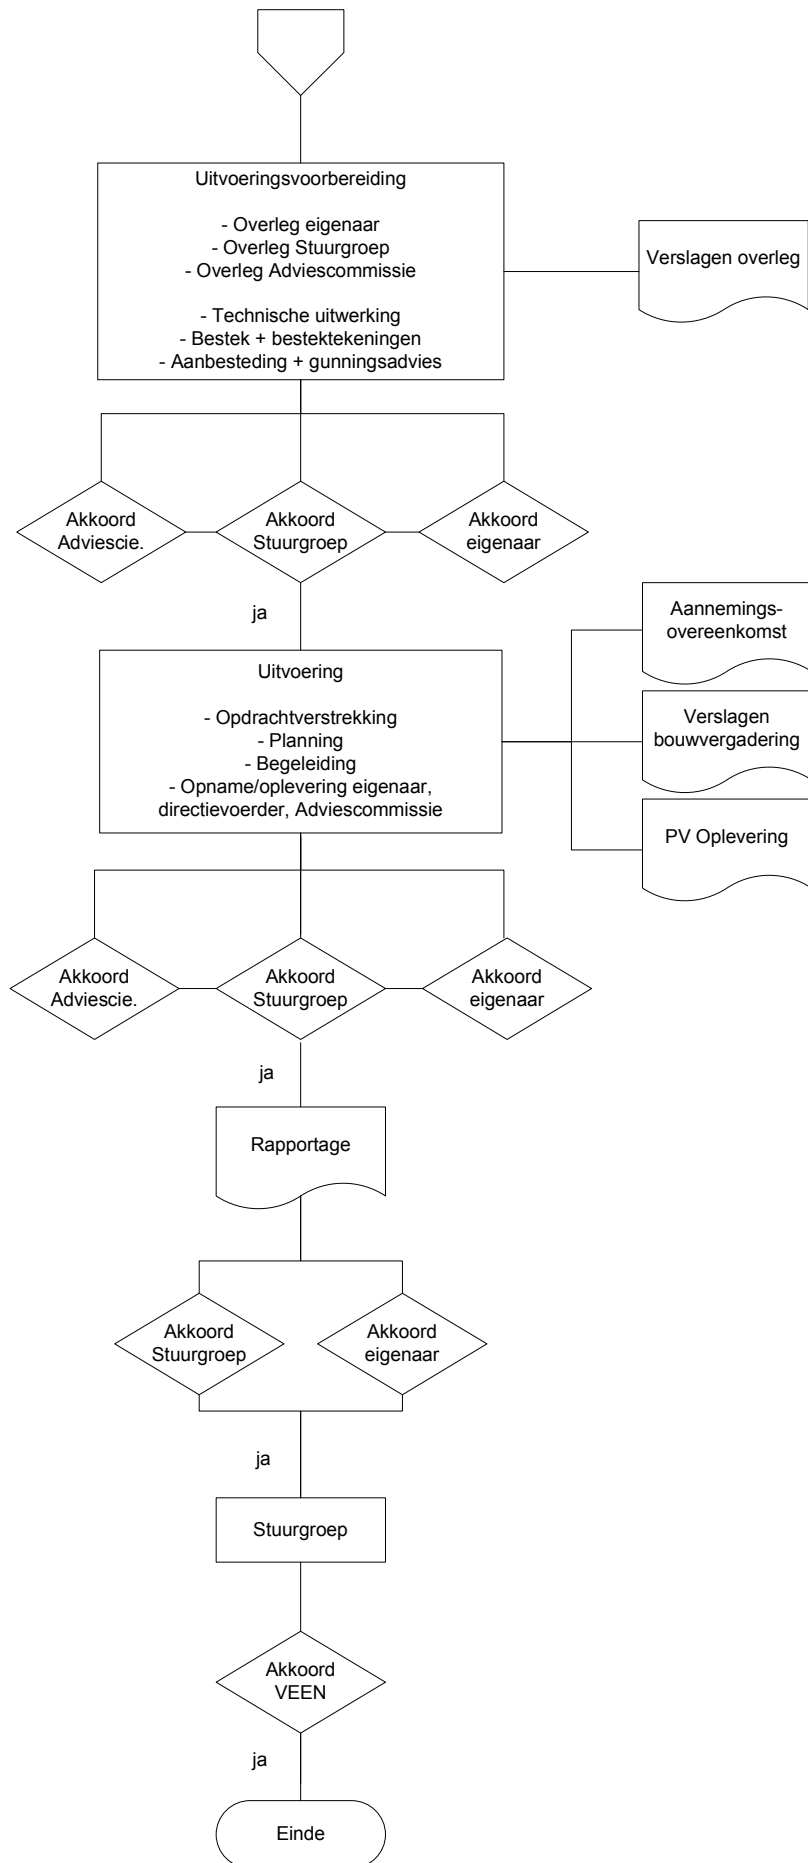 Uitvoeringsvoorbereiding
- Overleg eigenaar
- Overleg Stuurgroep
- Overleg Adviescommissie
- Technische uitwerking
- Bestek + bestektekeningen
- Aanbesteding + gunningsadvies
Verslagen overleg
Akkoord
Adviescie.
Akkoord
Stuurgroep
Akkoord
eigenaar
ja
Uitvoering
- Opdrachtverstrekking
- Planning
- Begeleiding
- Opname/oplevering eigenaar,
directievoerder, Adviescommissie
Aannemings-
overeenkomst
Verslagen
bouwvergadering
PV Oplevering
Akkoord
Adviescie.
Akkoord
Stuurgroep
Akkoord
eigenaar
ja
Rapportage
Akkoord
Stuurgroep
Akkoord
eigenaar
ja
Stuurgroep
Akkoord
VEEN
ja
Einde